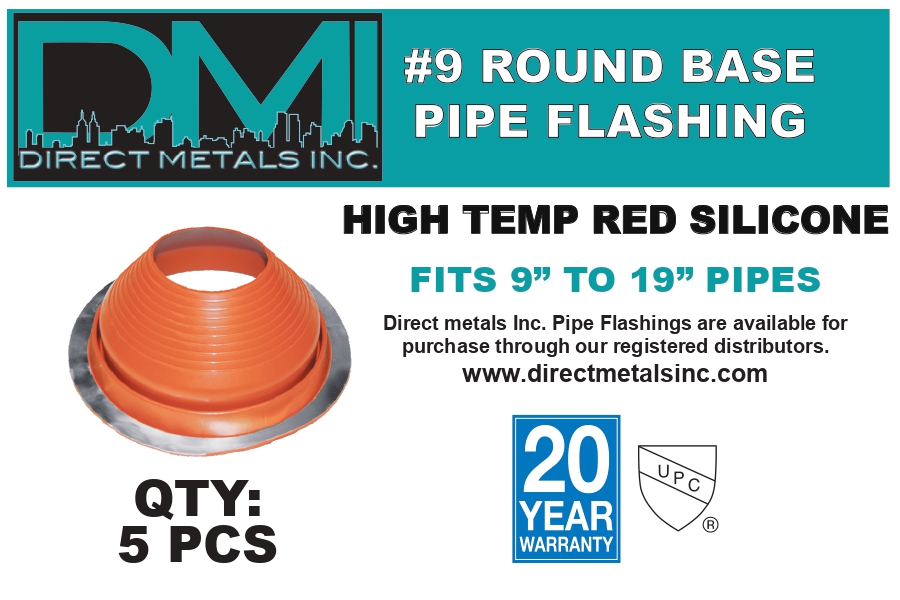 DMI
DIRECT METALS INC.
#9 ROUND BASE
PIPE FLASHING
HIGH TEMP RED SILICONE
FITS 9” TO 19” PIPES
Direct metals Inc. Pipe Flashings are available for
purchase through our registered distributors.
www.directmetalsinc.com
QTY:
5 PCS
20
YEAR
WARRANTY
UPC
®